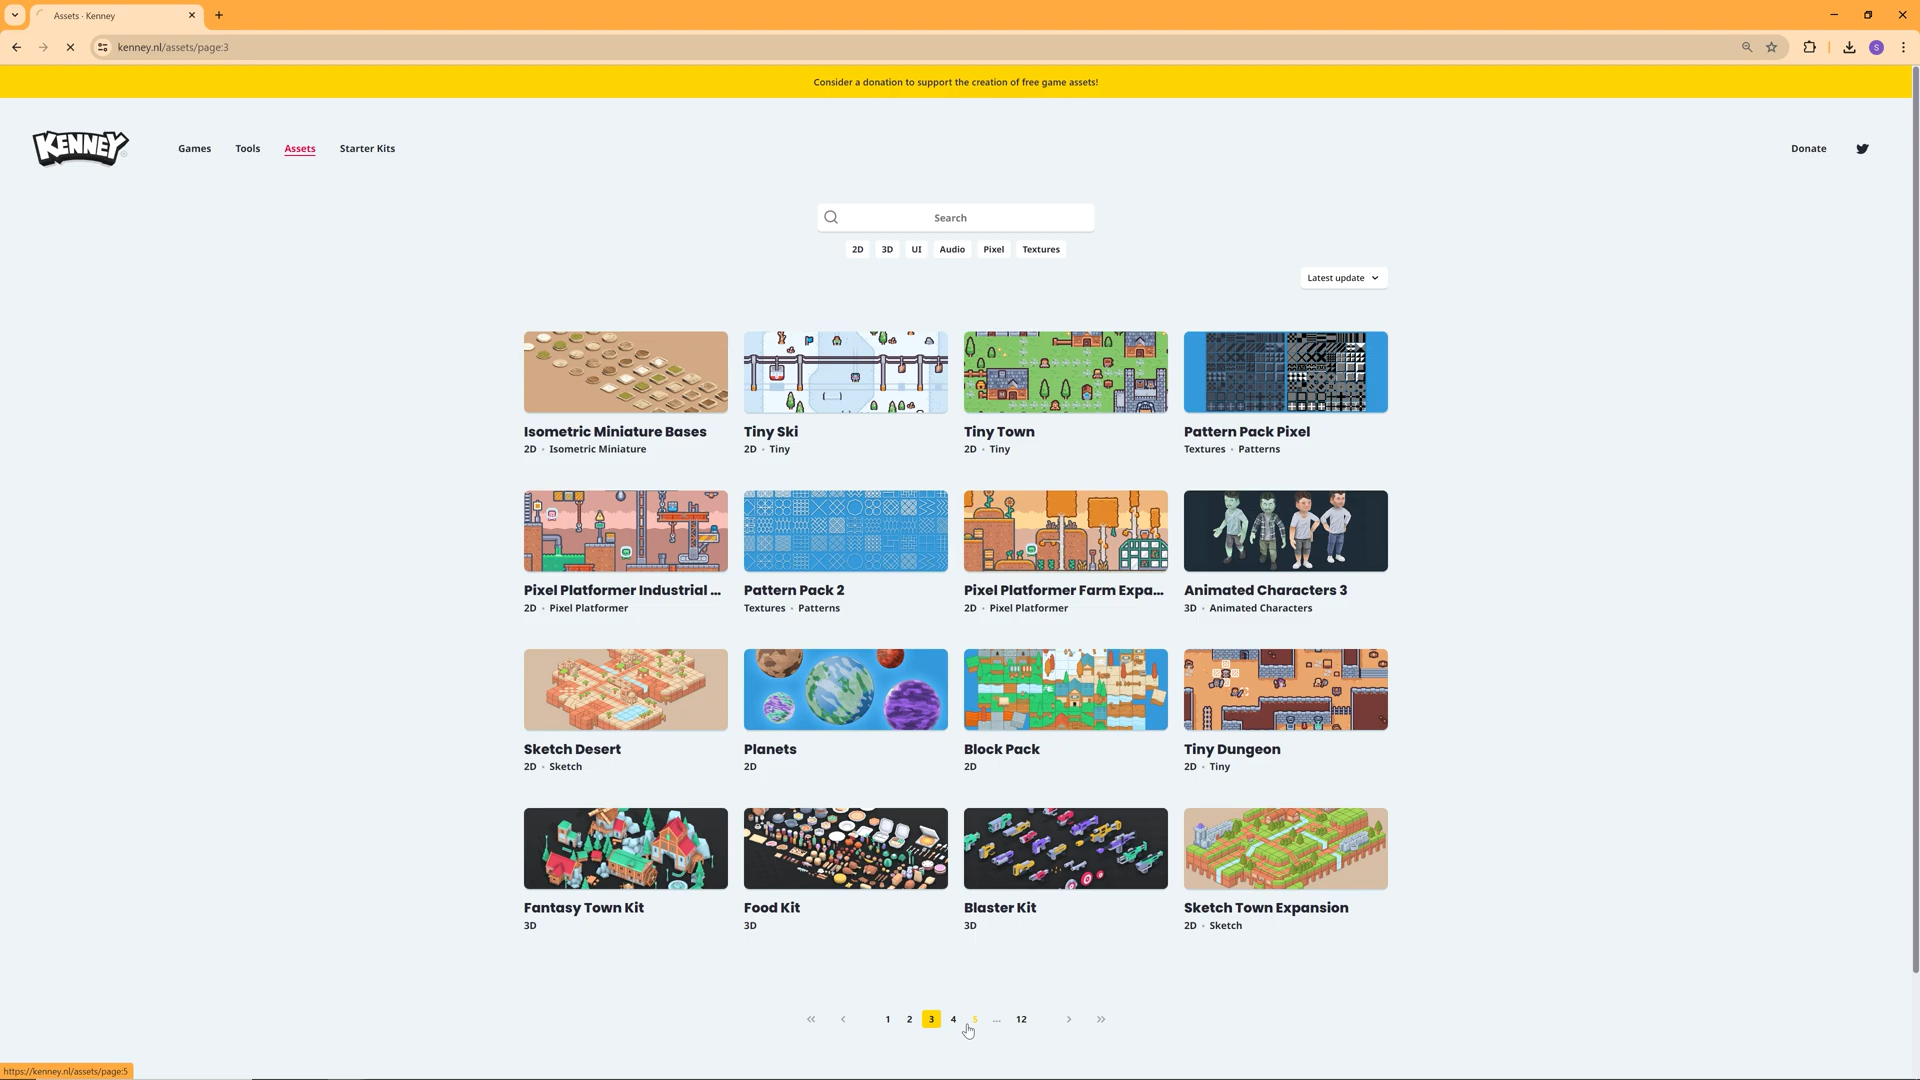 Assets · Kenney
kenney.nl/assets/page:3
S
Consider a donation to support the creation of free game assets!
KENNEY
Games
Tools
Assets
Starter Kits
Donate
Search
2D
3D
UI
Audio
Pixel
Textures
Latest update
Isometric Miniature Bases
2D • Isometric Miniature
Tiny Ski
2D • Tiny
Tiny Town
2D • Tiny
Pattern Pack Pixel
Textures • Patterns
Pixel Platformer Industrial ...
2D • Pixel Platformer
Pattern Pack 2
Textures • Patterns
Pixel Platformer Farm Expa...
2D • Pixel Platformer
Animated Characters 3
3D • Animated Characters
Sketch Desert
2D • Sketch
Planets
2D
Block Pack
2D
Tiny Dungeon
2D • Tiny
Fantasy Town Kit
3D
Food Kit
3D
Blaster Kit
3D
Sketch Town Expansion
2D • Sketch
« ‹ 1 2 3 4 5 ... 12 › »
https://kenney.nl/assets/page:5